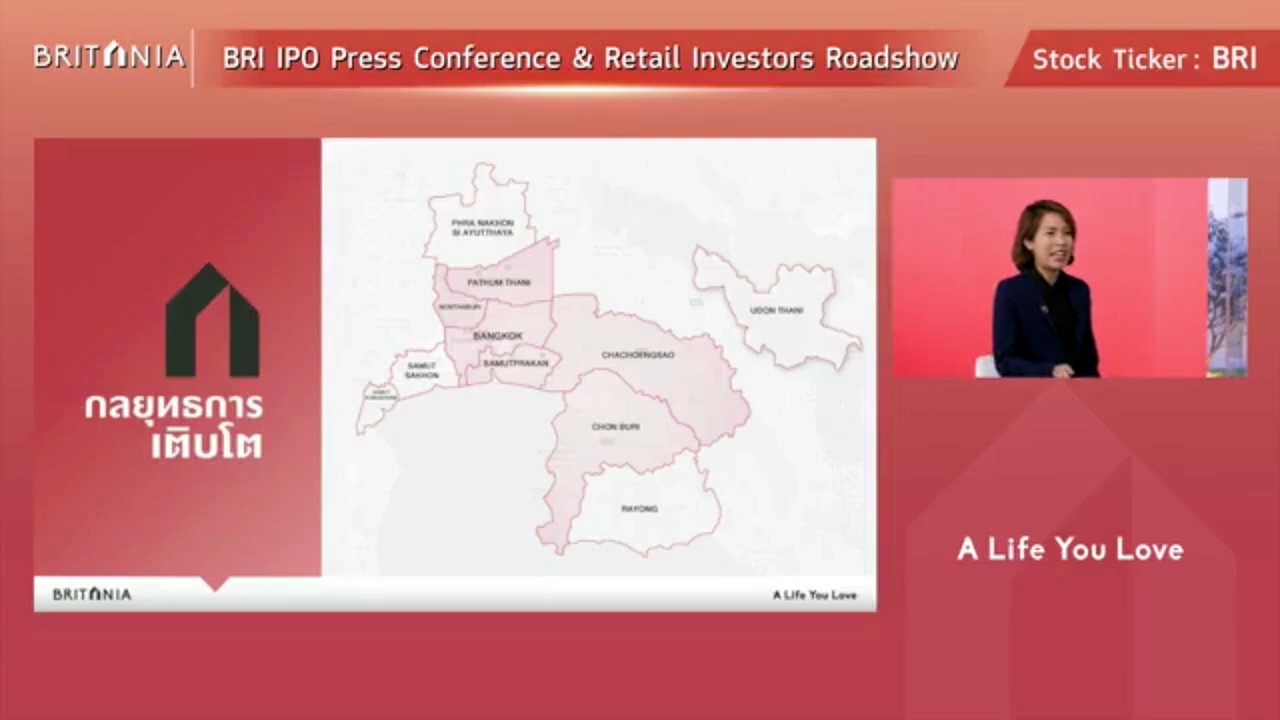 BRITANIA
BRI IPO Press Conference & Retail Investors Roadshow
Stock Ticker: BRI
กลยุทธการ
เติบโต
PHRA NAKHON
SI AYUTTHAYA
PATHUM THANI
NONTHABURI
BANGKOK
SAMUTPRAKAN
SAMUT
SAKHON
CHACHOENGSAO
UDON THANI
CHON BURI
RAYONG
BRITANIA
A Life You Love
A Life You Love